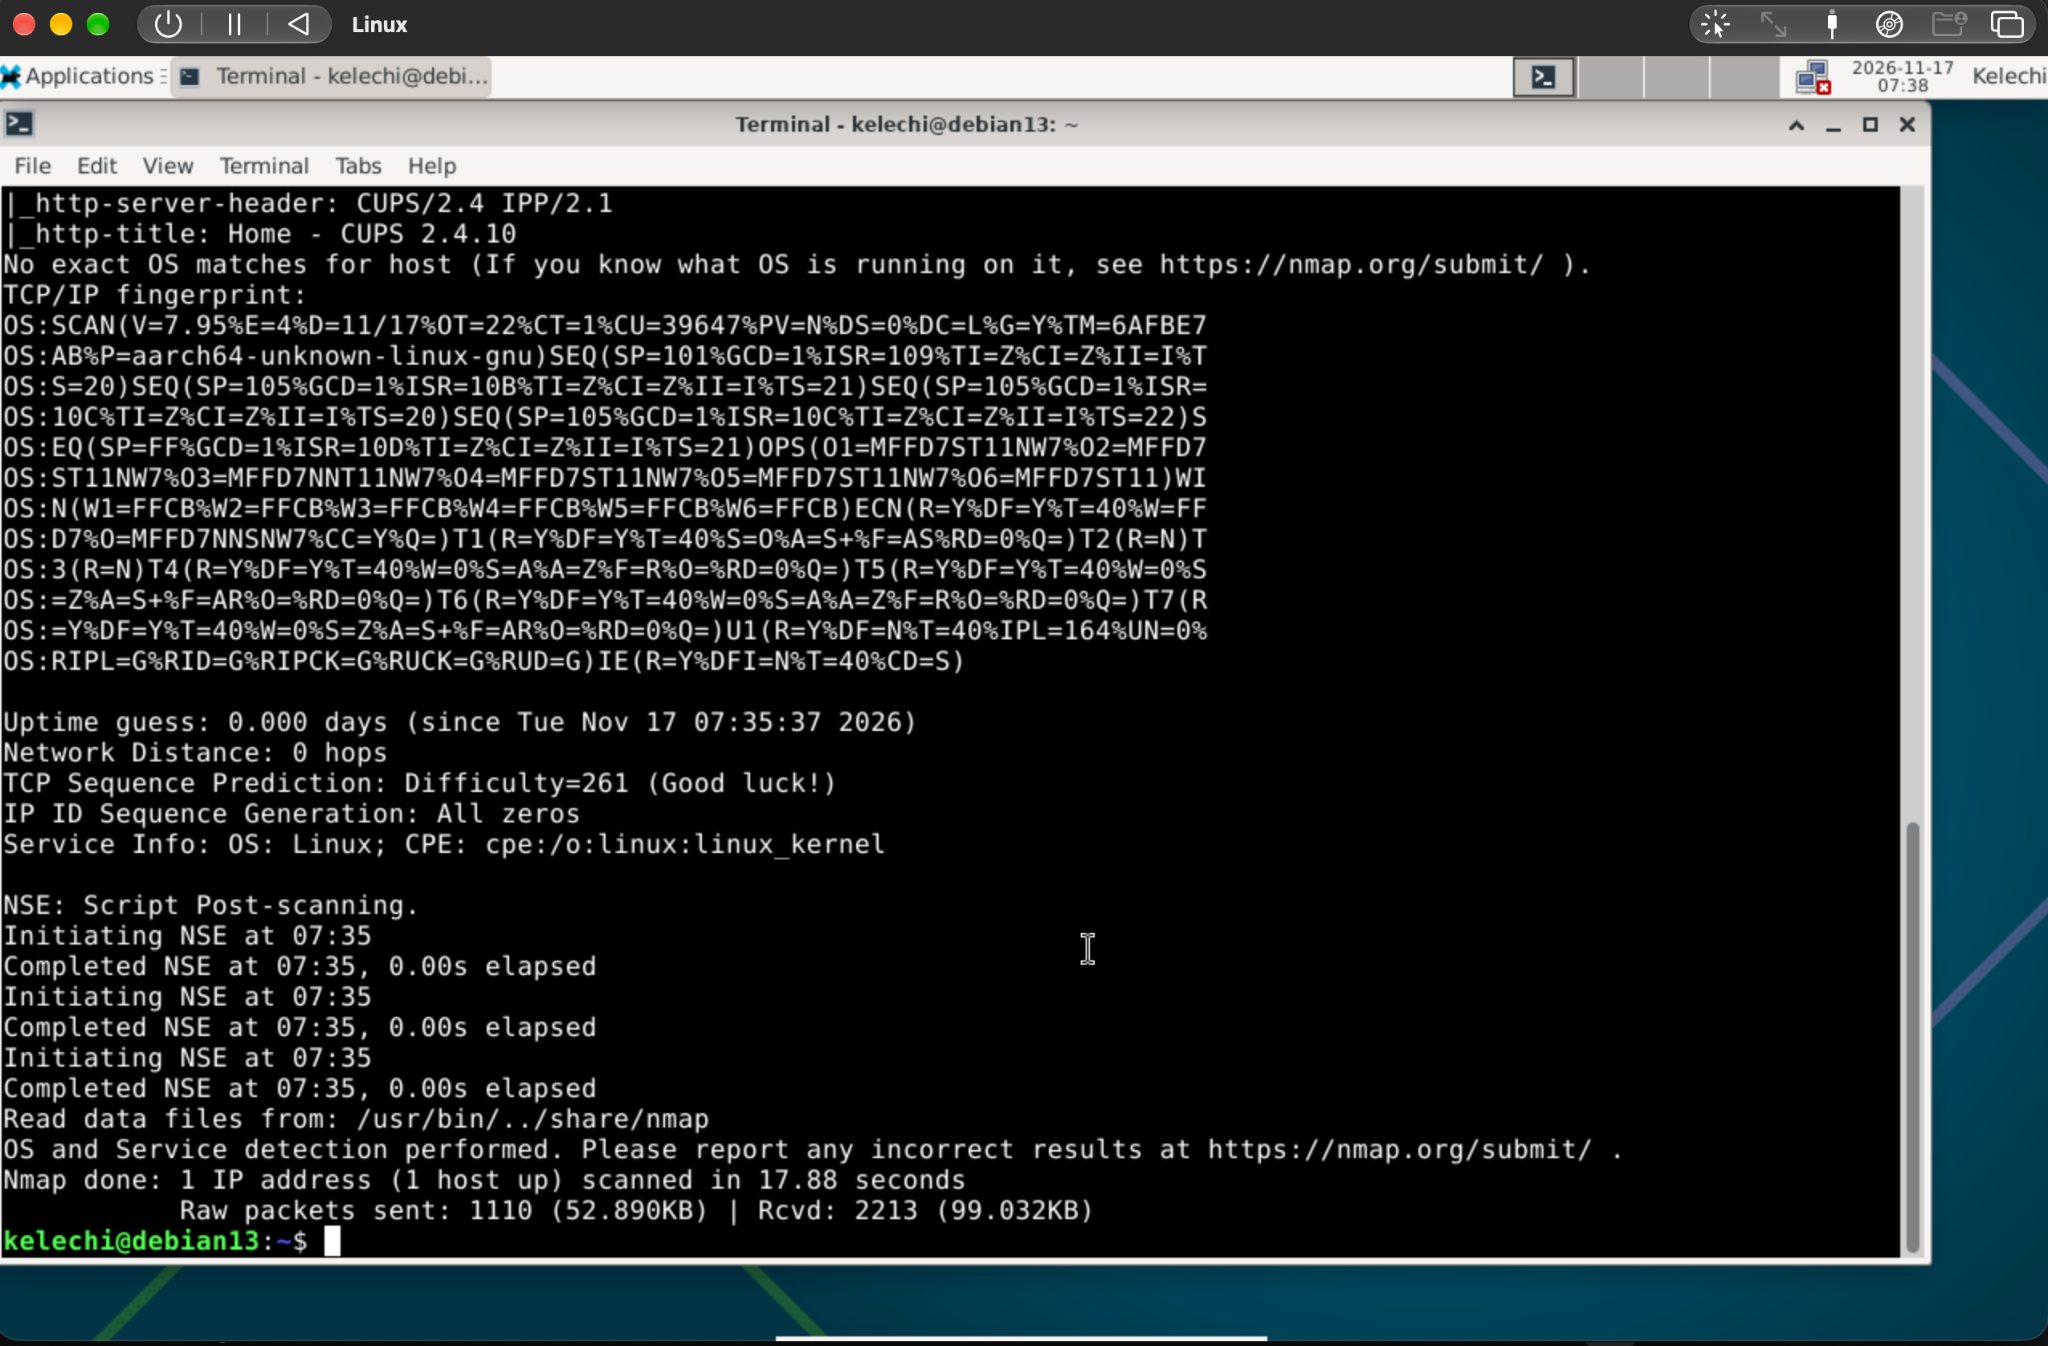 Linux
Applications
Terminal - kelechi@debi...
2026-11-17
07:38
Kelechi
Terminal - kelechi@debian13: ~
File Edit View Terminal Tabs Help
|_http-server-header: CUPS/2.4 IPP/2.1
|_http-title: Home - CUPS 2.4.10
No exact OS matches for host (If you know what OS is running on it, see https://nmap.org/submit/ ).
TCP/IP fingerprint:
OS:SCAN(V=7.95%E=4%D=11/17%OT=22%CT=1%CU=39647%PV=N%DS=0%DC=L%G=Y%TM=6AFBE7
OS:AB%P=aarch64-unknown-linux-gnu)SEQ(SP=101%GCD=1%ISR=109%TI=Z%CI=Z%II=I%T
OS:S=20)SEQ(SP=105%GCD=1%ISR=10B%TI=Z%CI=Z%II=I%TS=21)SEQ(SP=105%GCD=1%ISR=
OS:10C%TI=Z%CI=Z%II=I%TS=20)SEQ(SP=105%GCD=1%ISR=10C%TI=Z%CI=Z%II=I%TS=22)S
OS:EQ(SP=FF%GCD=1%ISR=10D%TI=Z%CI=Z%II=I%TS=21)OPS(O1=MFFD7ST11NW7%O2=MFFD7
OS:ST11NW7%O3=MFFD7NNT11NW7%O4=MFFD7ST11NW7%O5=MFFD7ST11NW7%O6=MFFD7ST11)WI
OS:N(W1=FFCB%W2=FFCB%W3=FFCB%W4=FFCB%W5=FFCB%W6=FFCB)ECN(R=Y%DF=Y%T=40%W=FF
OS:D7%O=MFFD7NNSNW7%CC=Y%Q=)T1(R=Y%DF=Y%T=40%S=O%A=S+%F=AS%RD=0%Q=)T2(R=N)T
OS:3(R=N)T4(R=Y%DF=Y%T=40%W=0%S=A%A=Z%F=R%O=%RD=0%Q=)T5(R=Y%DF=Y%T=40%W=0%S
OS:=Z%A=S+%F=AR%O=%RD=0%Q=)T6(R=Y%DF=Y%T=40%W=0%S=A%A=Z%F=R%O=%RD=0%Q=)T7(R
OS:=Y%DF=Y%T=40%W=0%S=Z%A=S+%F=AR%O=%RD=0%Q=)U1(R=Y%DF=N%T=40%IPL=164%UN=0%
OS:RIPL=G%RID=G%RIPCK=G%RUCK=G%RUD=G)IE(R=Y%DFI=N%T=40%CD=S)
Uptime guess: 0.000 days (since Tue Nov 17 07:35:37 2026)
Network Distance: 0 hops
TCP Sequence Prediction: Difficulty=261 (Good luck!)
IP ID Sequence Generation: All zeros
Service Info: OS: Linux; CPE: cpe:/o:linux:linux_kernel
NSE: Script Post-scanning.
Initiating NSE at 07:35
Completed NSE at 07:35, 0.00s elapsed
Initiating NSE at 07:35
Completed NSE at 07:35, 0.00s elapsed
Initiating NSE at 07:35
Completed NSE at 07:35, 0.00s elapsed
Read data files from: /usr/bin/../share/nmap
OS and Service detection performed. Please report any incorrect results at https://nmap.org/submit/ .
Nmap done: 1 IP address (1 host up) scanned in 17.88 seconds
Raw packets sent: 1110 (52.890KB) | Rcvd: 2213 (99.032KB)
kelechi@debian13:~$